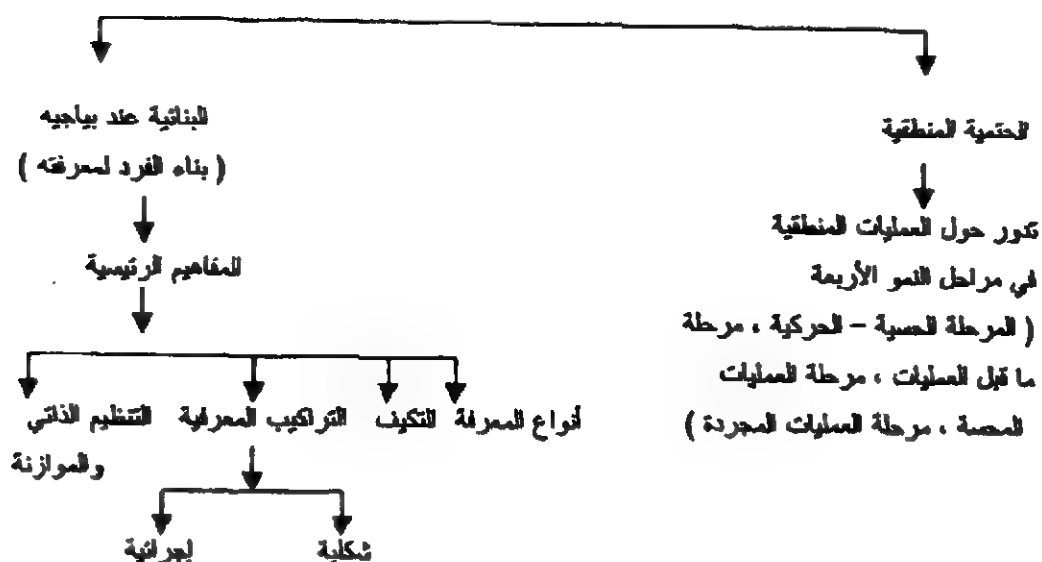 الحتمية المنطقية
تدور حول العمليات المنطقية
في مراحل النمو الأربعة
( المرحلة الحسية – الحركية ، مرحلة
ما قبل العمليات ، مرحلة العمليات
المحسة ، مرحلة العمليات المجردة )
البنائية عند بياجيه
( بناء الفرد لمعرفته )
المفاهيم الرئيسية
أنواع المعرفة التكيف التراكيب المعرفية التنظيم الذاتي
والموازنة
شكلية إجرائية